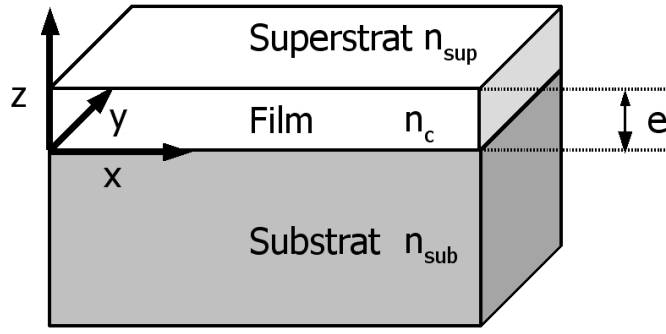 Superstrat n_sup
z
y
Film n_c
e
x
Substrat n_sub